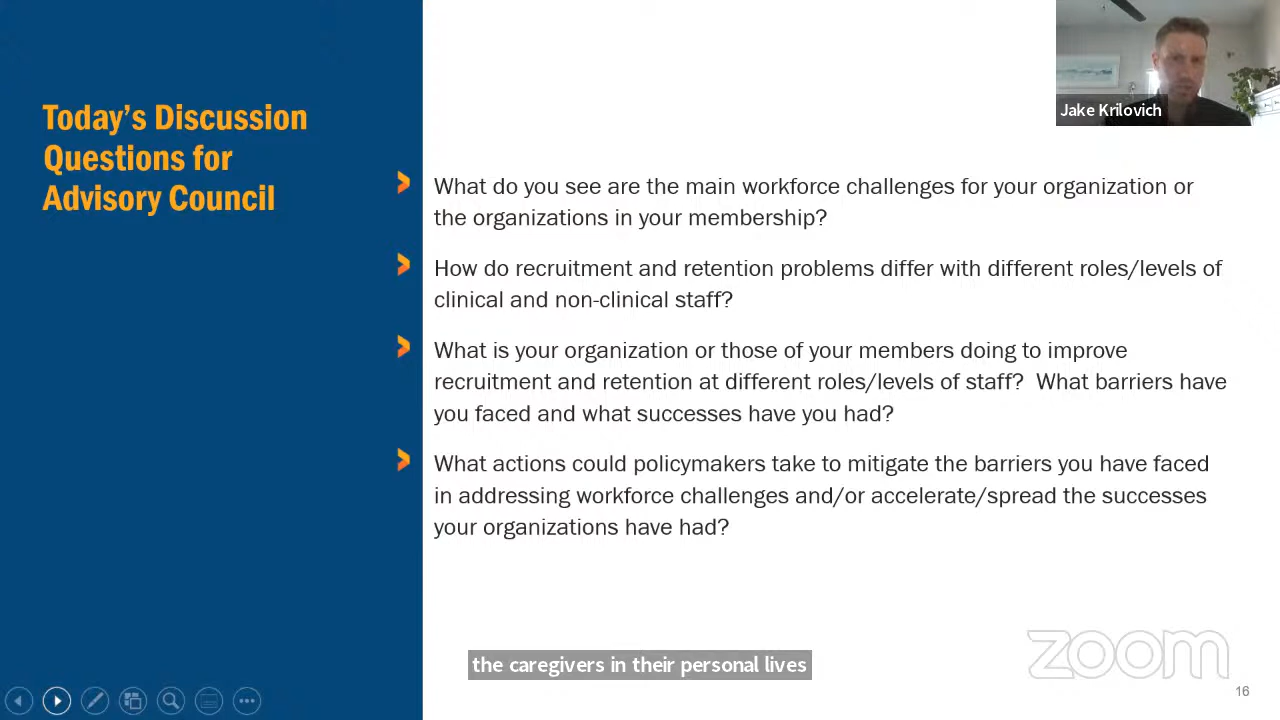 Today's Discussion
Questions for
Advisory Council
Jake Krilovich
What do you see are the main workforce challenges for your organization or
the organizations in your membership?
How do recruitment and retention problems differ with different roles/levels of
clinical and non-clinical staff?
What is your organization or those of your members doing to improve
recruitment and retention at different roles/levels of staff?  What barriers have
you faced and what successes have you had?
What actions could policymakers take to mitigate the barriers you have faced
in addressing workforce challenges and/or accelerate/spread the successes
your organizations have had?
the caregivers in their personal lives
zoom
16